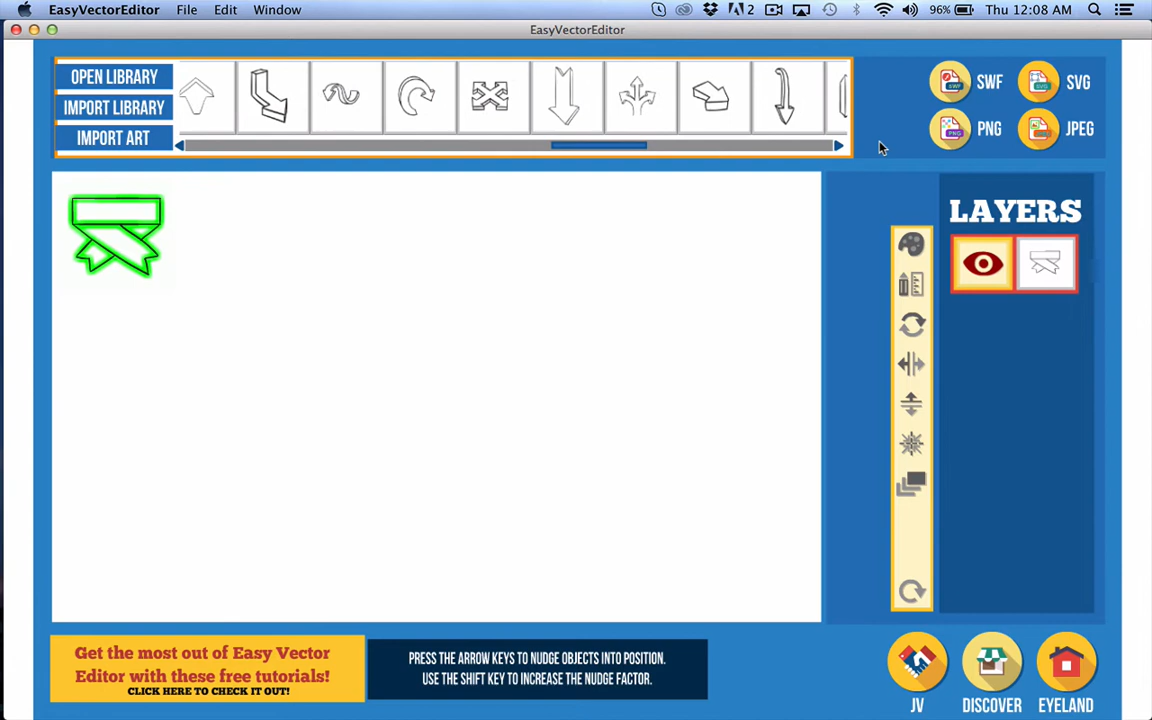 EasyVectorEditor File Edit Window 2 96% Thu 12:08 AM
EasyVectorEditor
OPEN LIBRARY
IMPORT LIBRARY
IMPORT ART
SWF SVG
PNG JPEG
LAYERS
Get the most out of Easy Vector
Editor with these free tutorials!
CLICK HERE TO CHECK IT OUT!
PRESS THE ARROW KEYS TO NUDGE OBJECTS INTO POSITION.
USE THE SHIFT KEY TO INCREASE THE NUDGE FACTOR.
JV DISCOVER EYELAND